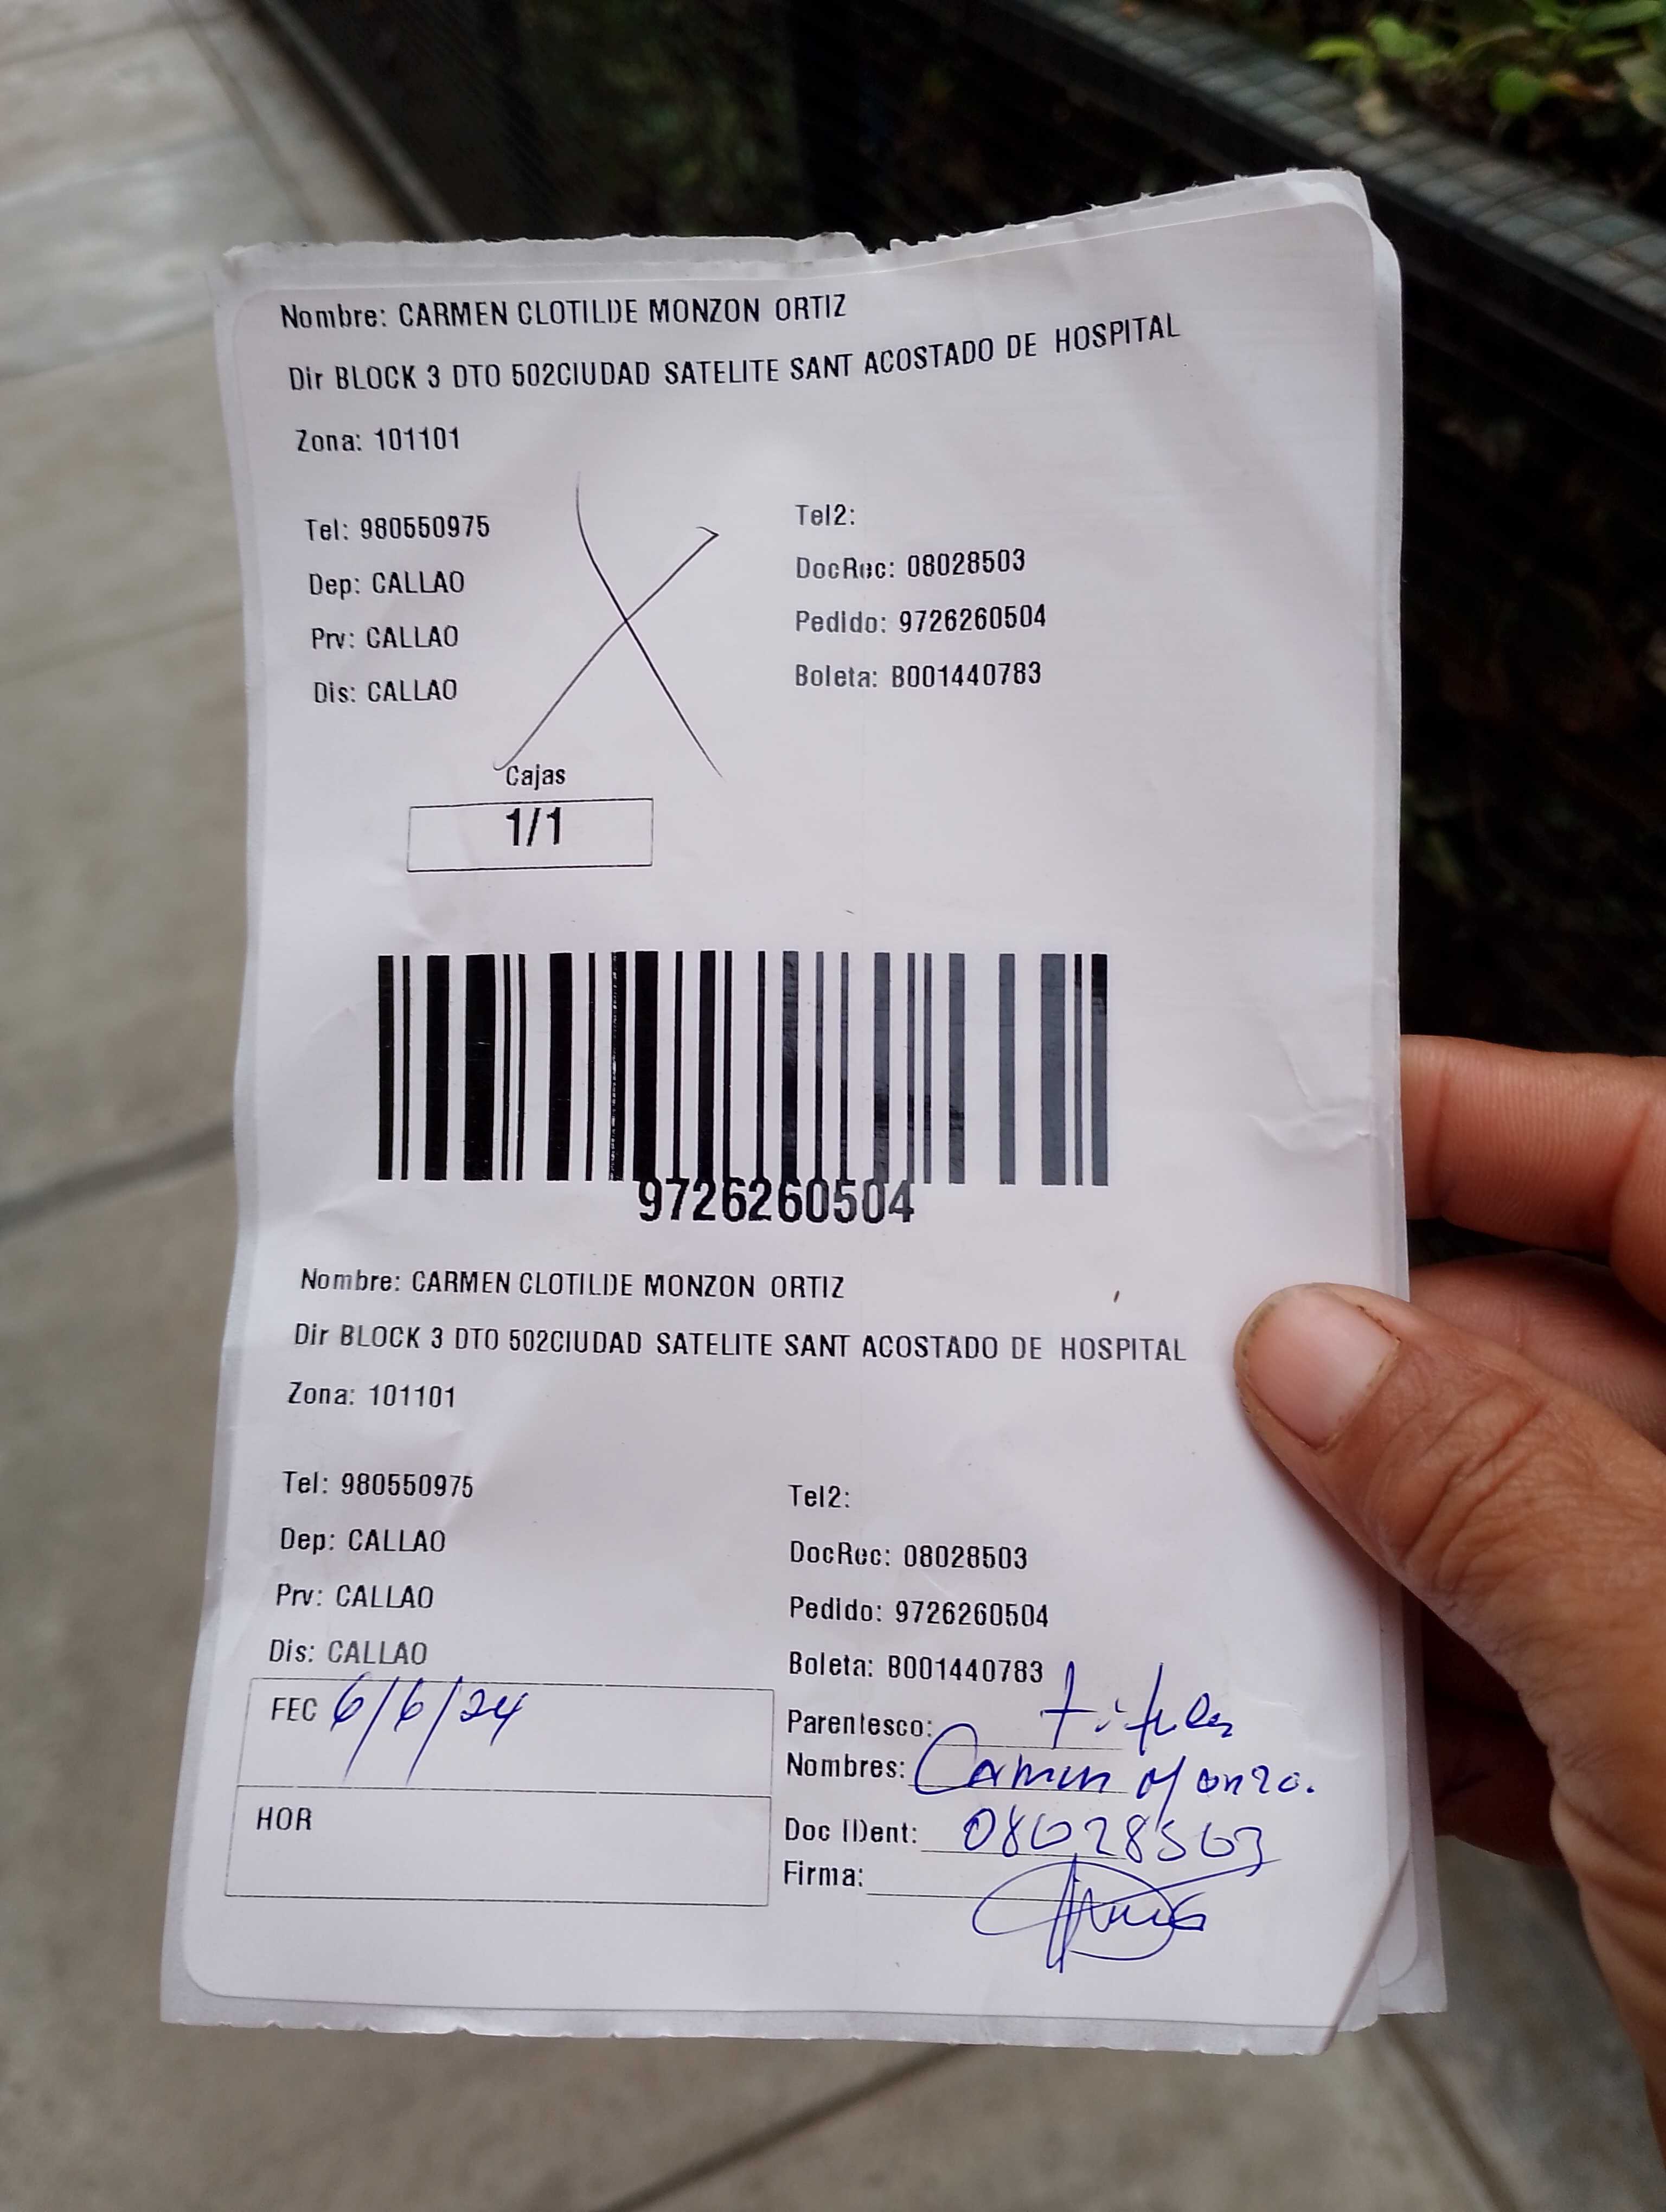 Nombre: CARMEN CLOTILDE MONZON ORTIZ
Dir BLOCK 3 DTO 502CIUDAD SATELITE SANT ACOSTADO DE HOSPITAL
Zona: 101101
Tel: 980550975
Tel2:
Dep: CALLAO
DocRec: 08028503
Prv: CALLAO
Pedido: 9726260504
Dis: CALLAO
Boleta: B001440783
Cajas
1/1
9726260504
Nombre: CARMEN CLOTILDE MONZON ORTIZ
Dir BLOCK 3 DTO 502CIUDAD SATELITE SANT ACOSTADO DE HOSPITAL
Zona: 101101
Tel: 980550975
Tel2:
Dep: CALLAO
DocRec: 08028503
Prv: CALLAO
Pedido: 9726260504
Dis: CALLAO
Boleta: B001440783
FEC 6/6/24
Parentesco: titular
Nombres: Carmen Monzo.
HOR
Doc IDent: 08028503
Firma: